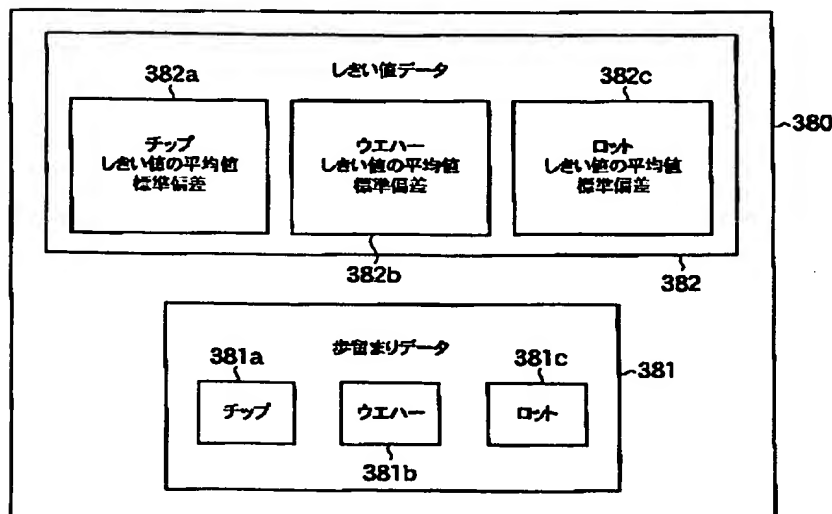 382a
しきい値データ
382c
380
チップ
しきい値の平均値
標準偏差
ウエハー
しきい値の平均値
標準偏差
ロット
しきい値の平均値
標準偏差
382b
382
歩留まりデータ
381a
381c
381
チップ
ウエハー
ロット
381b